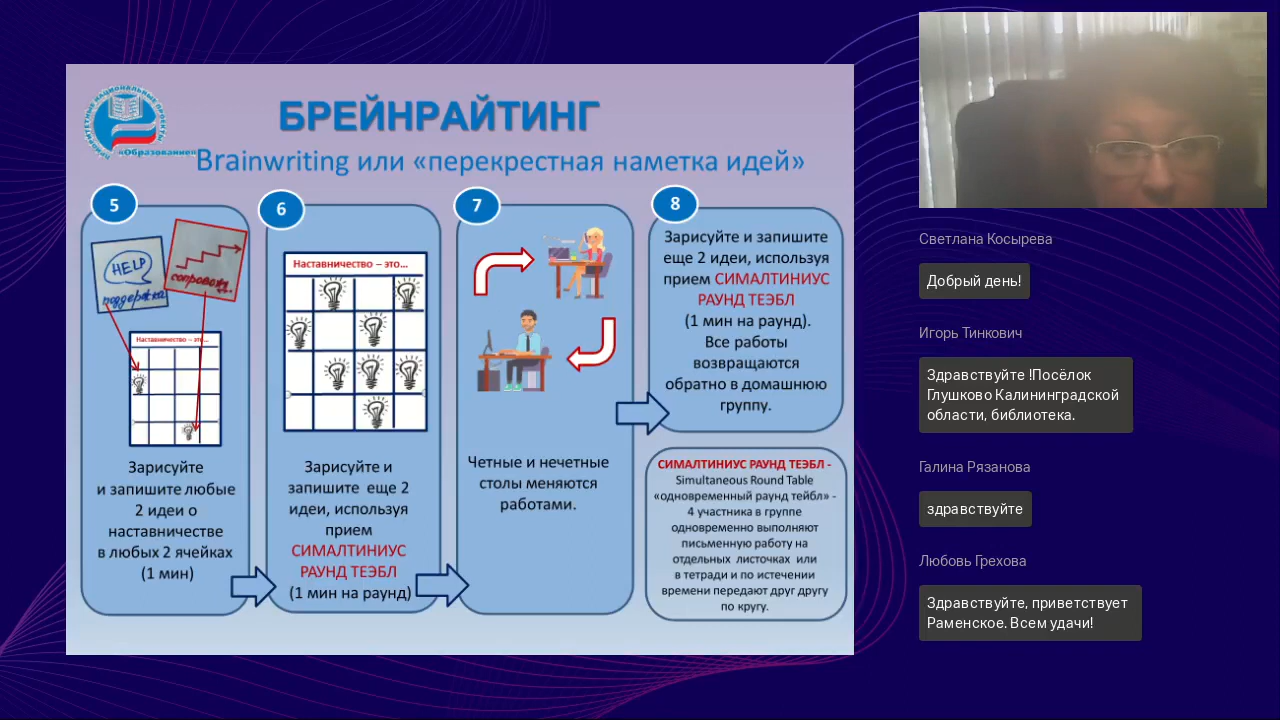 ПРИОРИТЕТНЫЕ НАЦИОНАЛЬНЫЕ ПРОЕКТЫ
«Образование»
БРЕЙНРАЙТИНГ
Brainwriting или «перекрестная наметка идей»
5
HELP
поддержка
сопровожд.
Наставничество – это...
Зарисуйте
и запишите любые
2 идеи о
наставничестве
в любых 2 ячейках
(1 мин)
6
Наставничество – это...
Зарисуйте и
запишите еще 2
идеи, используя
прием
СИМАЛТИНИУС
РАУНД ТЕЭБЛ
(1 мин на раунд)
7
Четные и нечетные
столы меняются
работами.
8
Зарисуйте и запишите
еще 2 идеи, используя
прием СИМАЛТИНИУС
РАУНД ТЕЭБЛ
(1 мин на раунд).
Все работы
возвращаются
обратно в домашнюю
группу.
СИМАЛТИНИУС РАУНД ТЕЭБЛ -
Simultaneous Round Table
«одновременный раунд тейбл» -
4 участника в группе
одновременно выполняют
письменную работу на
отдельных листочках или
в тетради и по истечении
времени передают друг другу
по кругу.
Светлана Косырева
Добрый день!
Игорь Тинкович
Здравствуйте !Посёлок
Глушково Калининградской
области, библиотека.
Галина Рязанова
здравствуйте
Любовь Грехова
Здравствуйте, приветствует
Раменское. Всем удачи!